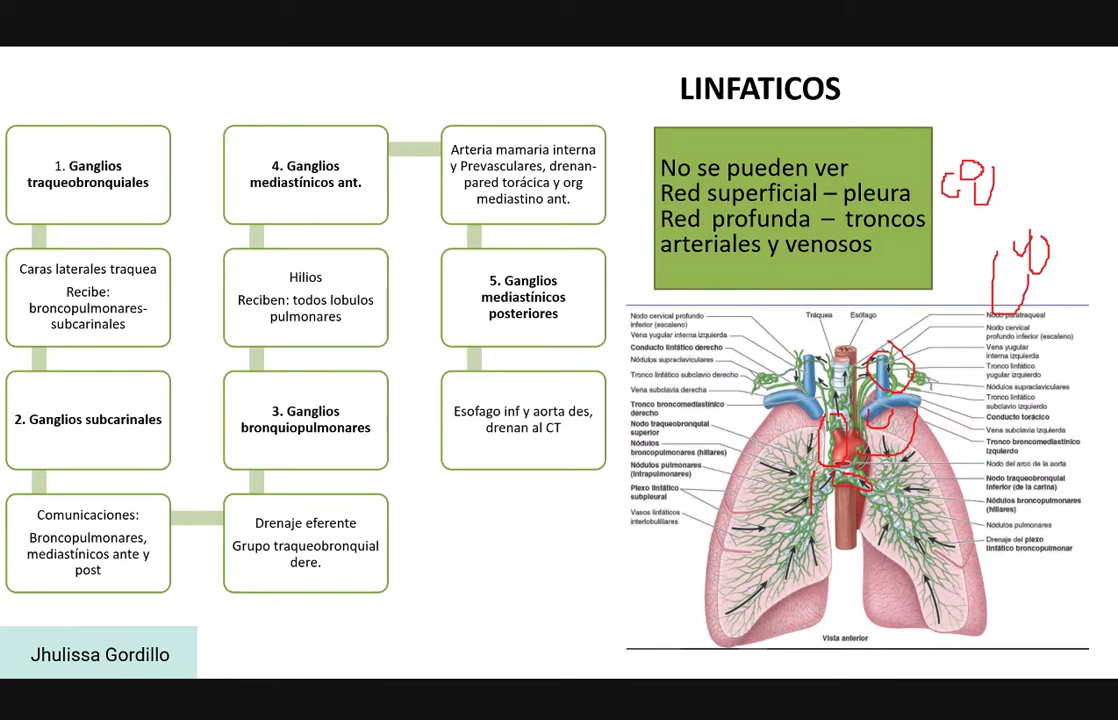 LINFATICOS
1. Ganglios
traqueobronquiales
Caras laterales traquea
Recibe:
broncopulmonares-
subcarinales
2. Ganglios subcarinales
Comunicaciones:
Broncopulmonares,
mediastínicos ante y
post
Drenaje eferente
Grupo traqueobronquial
dere.
3. Ganglios
bronquiopulmonares
Hilios
Reciben: todos lobulos
pulmonares
4. Ganglios
mediastínicos ant.
Arteria mamaria interna
y Prevasculares, drenan-
pared torácica y org
mediastino ant.
5. Ganglios
mediastínicos
posteriores
Esofago inf y aorta des,
drenan al CT
No se pueden ver
Red superficial – pleura
Red profunda – troncos
arteriales y venosos
Nodo cervical profundo
inferior (escaleno)
Vena yugular interna izquierda
Conducto linfático derecho
Nódulos supraclaviculares
Tronco linfático subclavio derecho
Vena subclavia derecha
Tronco broncomediastínico
derecho
Nodo traqueobronquial
superior
Nódulos
broncopulmonares (hillares)
Nódulos pulmonares
(intrapulmonares)
Plexo linfático
subpleural
Vasos linfáticos
interlobulillares
Tráquea
Esófago
Nodo paratraqueal
Nodo cervical
profundo inferior (escaleno)
Vena yugular
interna izquierda
Tronco linfático
yugular izquierdo
Nódulos supraclaviculares
Tronco linfático
subclavio izquierdo
Conducto torácico
Vena subclavia izquierda
Tronco broncomediastínico
izquierdo
Nodo del arco de la aorta
Nodo traqueobronquial
inferior (de la carina)
Nódulos broncopulmonares
(hillares)
Nódulos pulmonares
Drenaje del plexo
linfático broncopulmonar
Vista anterior
Jhulissa Gordillo